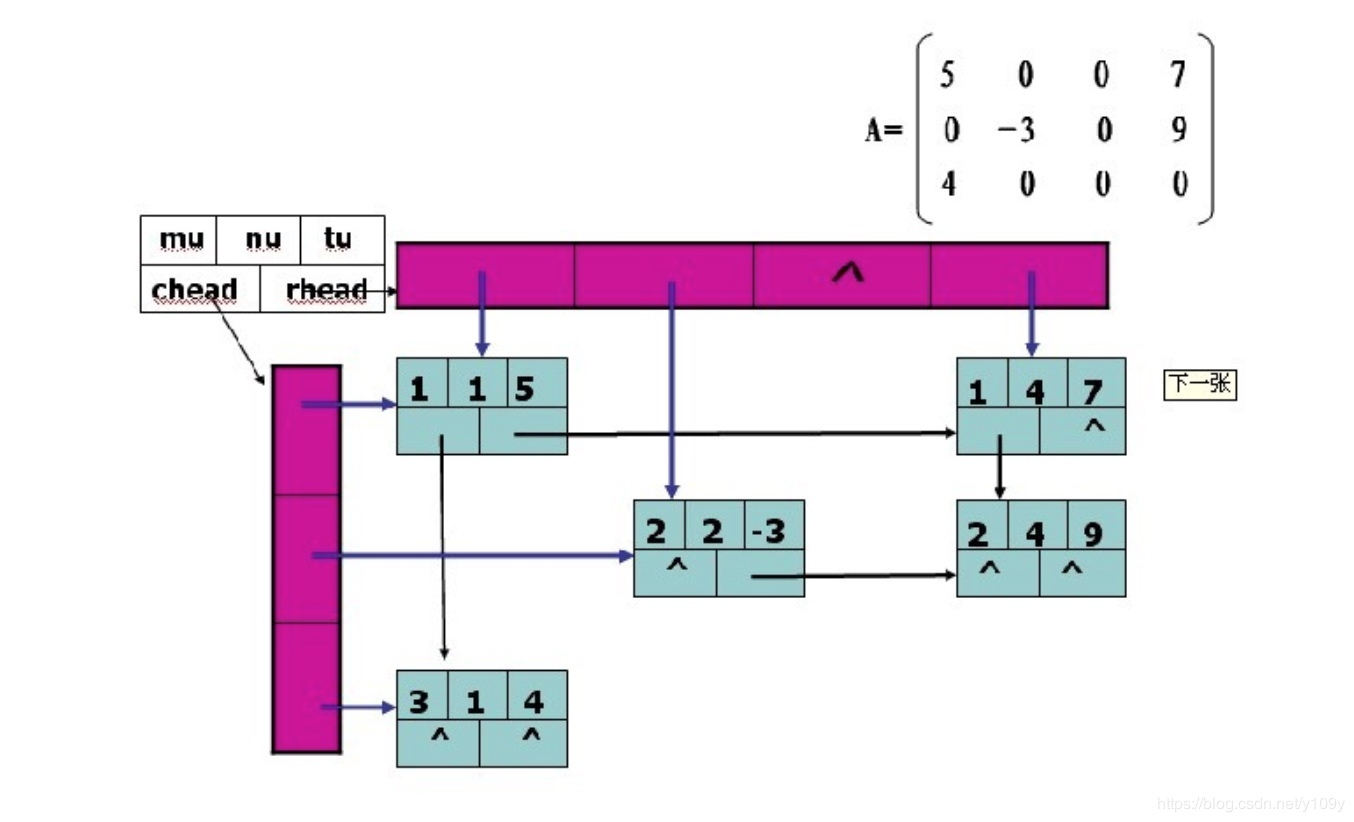 5 0 0 7
A= 0 -3 0 9
4 0 0 0
mu nu tu
chead rhead
^
1 1 5
1 4 7
^
下一张
2 2 -3
^
2 4 9
^ ^
3 1 4
^ ^
https://blog.csdn.net/y109y